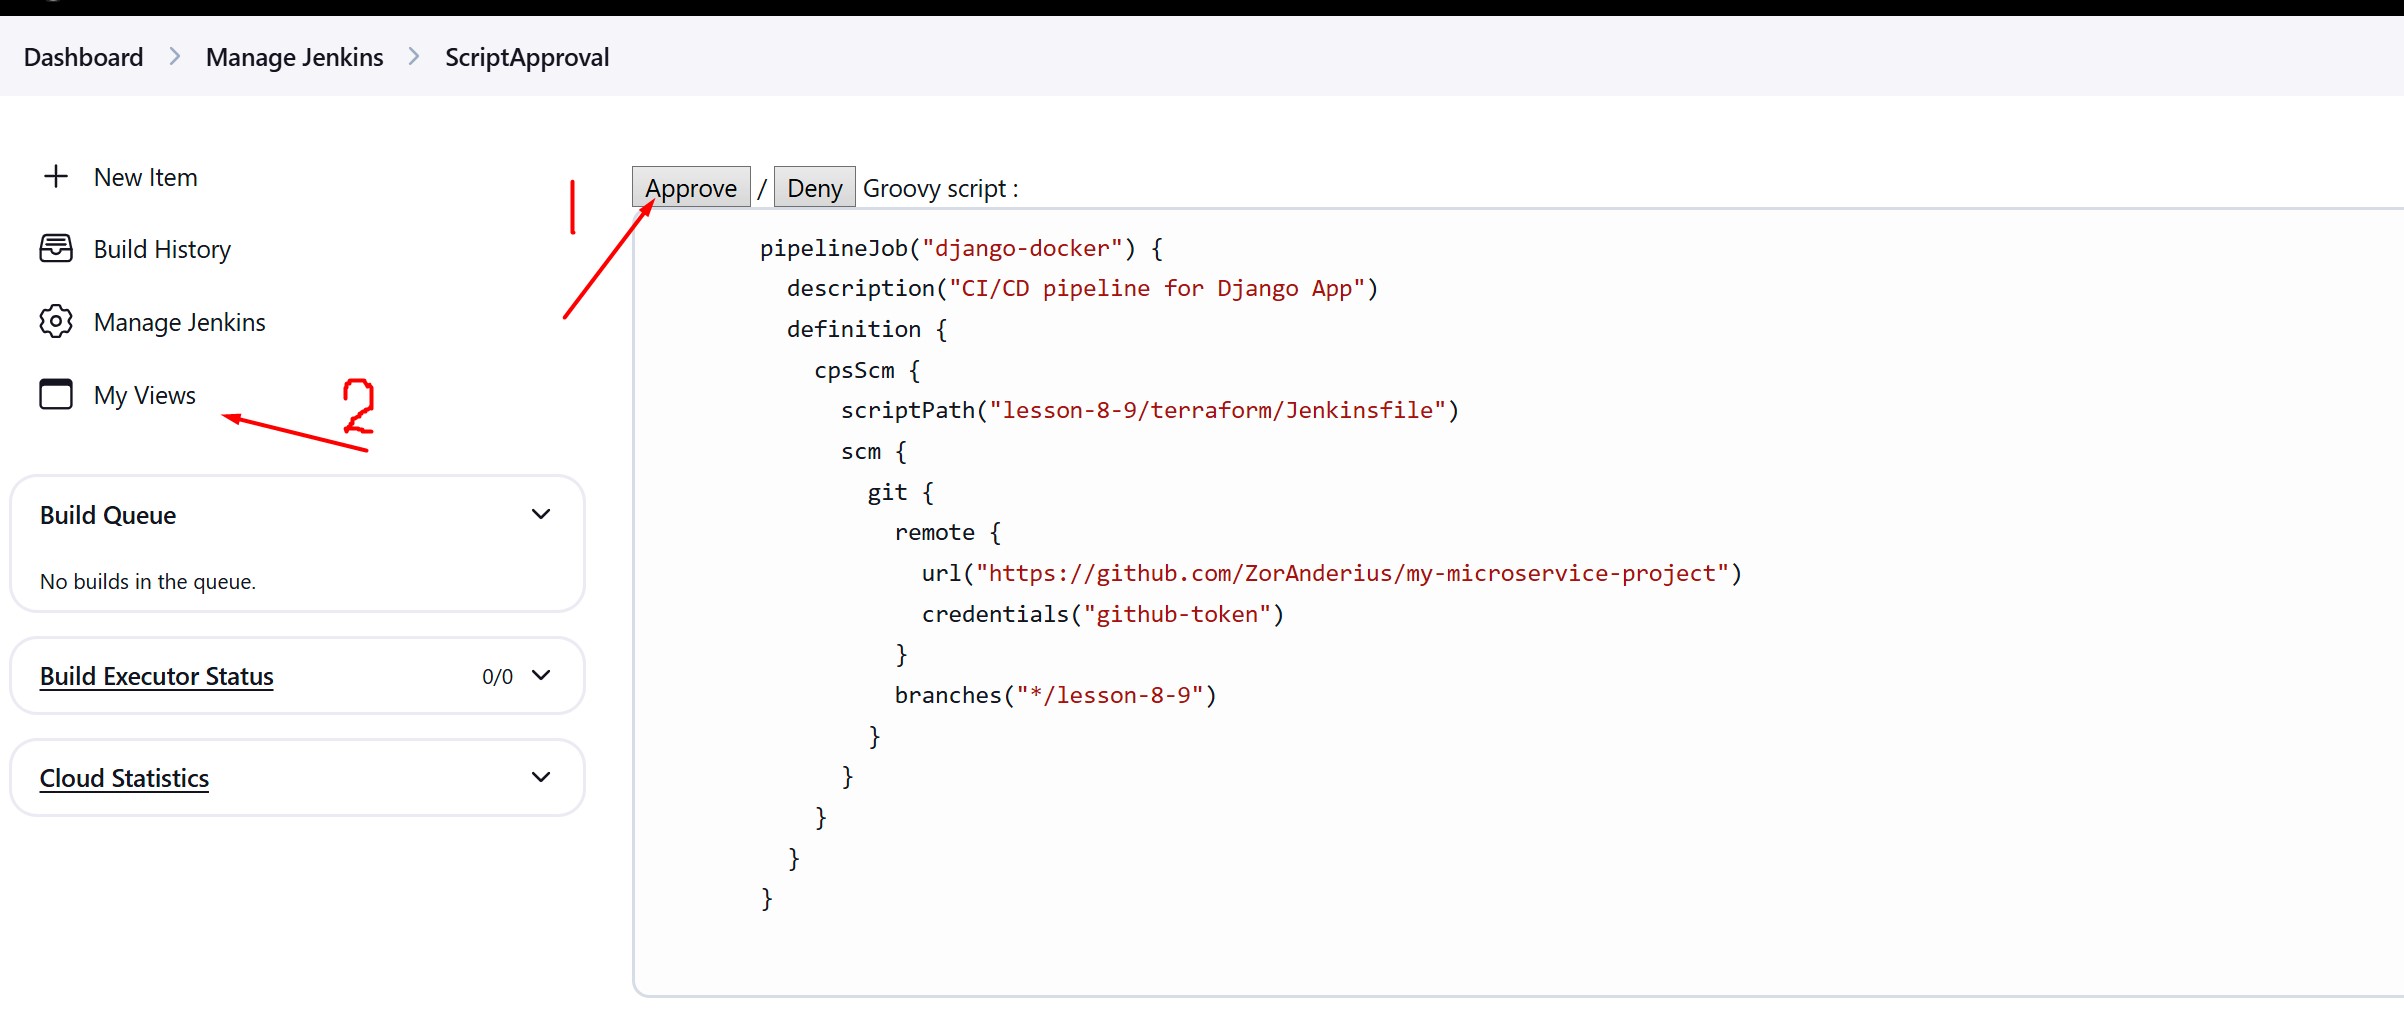 Dashboard > Manage Jenkins > ScriptApproval
New Item
Build History
Manage Jenkins
My Views
1
2
Build Queue
No builds in the queue.
Build Executor Status 0/0
Cloud Statistics
Approve / Deny Groovy script :
pipelineJob("django-docker") {
  description("CI/CD pipeline for Django App")
  definition {
    cpsScm {
      scriptPath("lesson-8-9/terraform/Jenkinsfile")
      scm {
        git {
          remote {
            url("https://github.com/ZorAnderius/my-microservice-project")
            credentials("github-token")
          }
          branches("*/lesson-8-9")
        }
      }
    }
  }
}